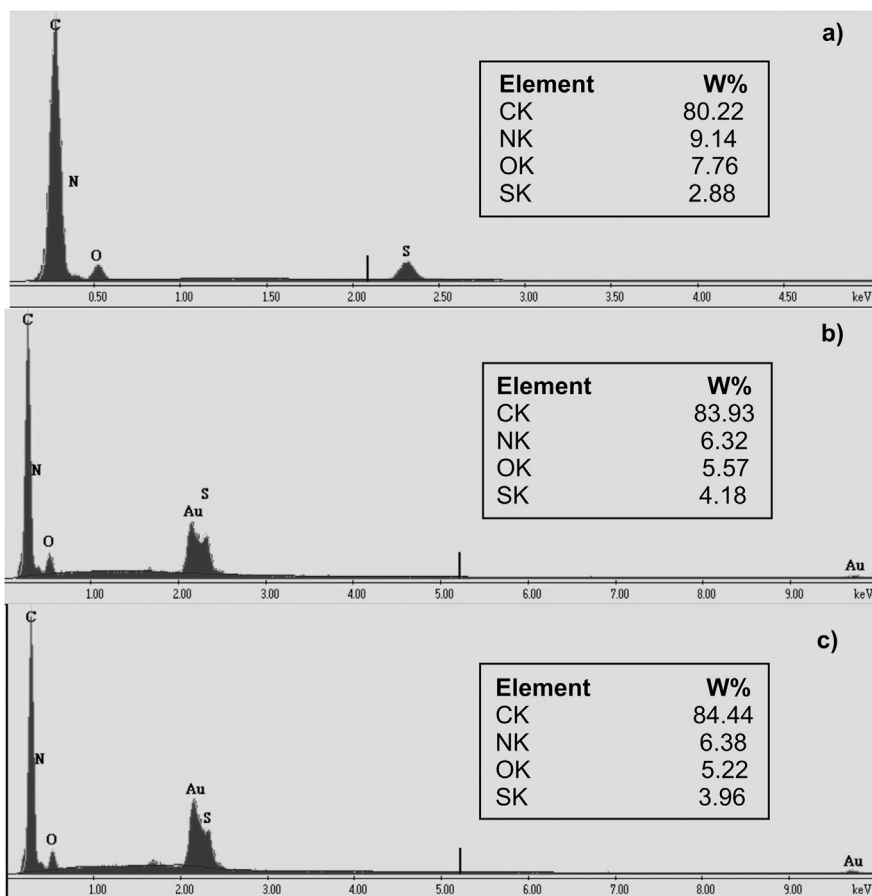 C
a)
Element W%
CK 80.22
NK 9.14
OK 7.76
SK 2.88
N
O
S
0.50 1.00 1.50 2.00 2.50 3.00 3.50 4.00 4.50 keV
C
b)
Element W%
CK 83.93
NK 6.32
OK 5.57
SK 4.18
N
S
Au
O
Au
1.00 2.00 3.00 4.00 5.00 6.00 7.00 8.00 9.00 keV
C
c)
Element W%
CK 84.44
NK 6.38
OK 5.22
SK 3.96
N
Au
S
O
Au
1.00 2.00 3.00 4.00 5.00 6.00 7.00 8.00 9.00 keV